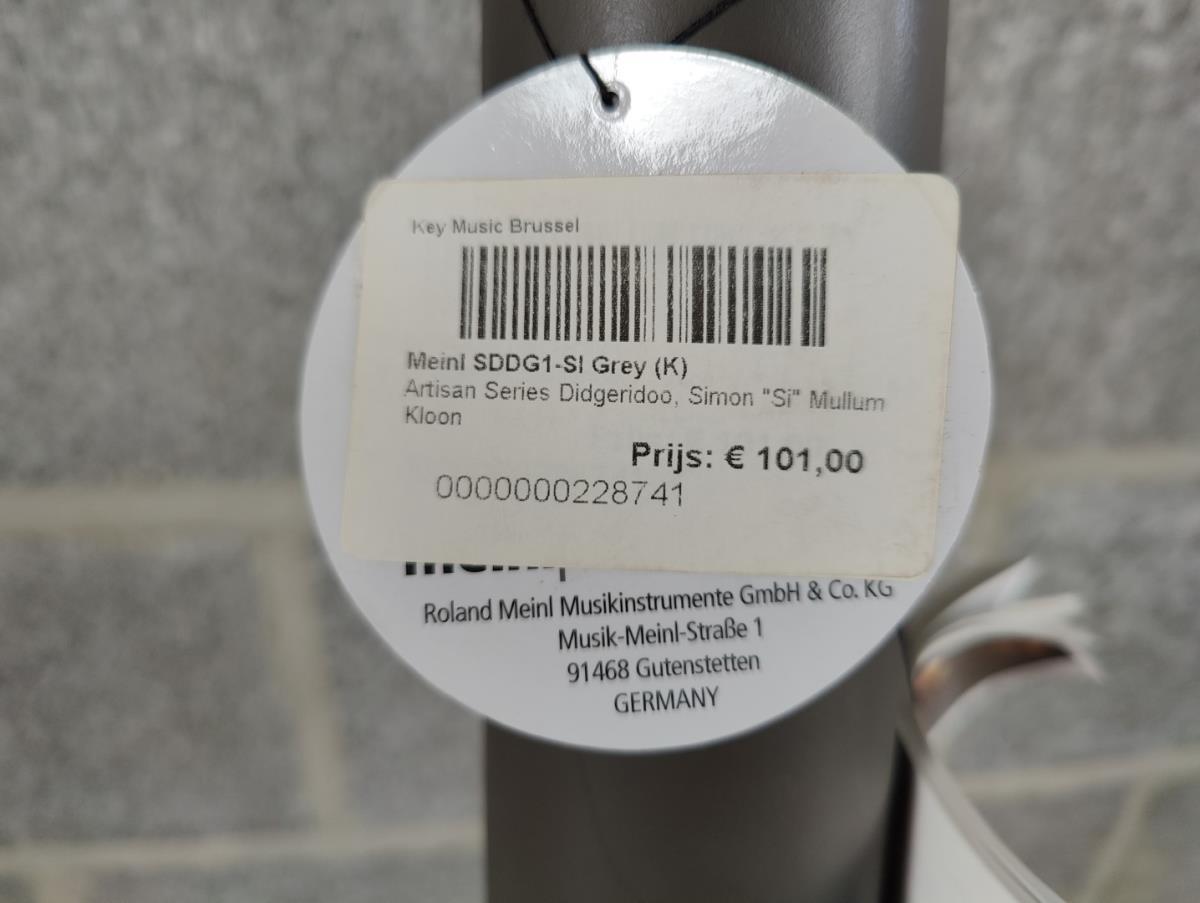 Key Music Brussel
Meinl SDDG1-SI Grey (K)
Artisan Series Didgeridoo, Simon "Si" Mullum
Kloon
Prijs: € 101,00
0000000228741
Roland Meinl Musikinstrumente GmbH & Co. KG
Musik-Meinl-Straße 1
91468 Gutenstetten
GERMANY